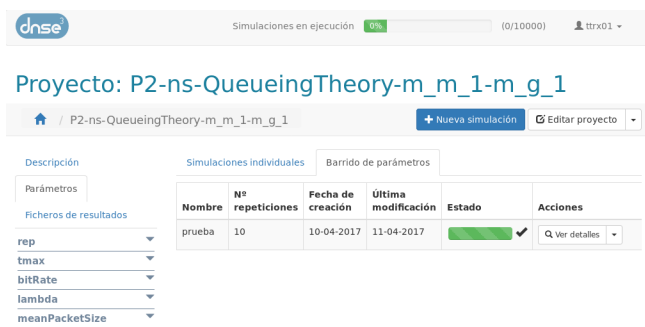 dnse3
Simulaciones en ejecución 0% (0/10000) ttrx01
Proyecto: P2-ns-QueueingTheory-m_m_1-m_g_1
/ P2-ns-QueueingTheory-m_m_1-m_g_1
Nueva simulación Editar proyecto
Descripción
Parámetros
Ficheros de resultados
rep
tmax
bitRate
lambda
meanPacketSize
Simulaciones individuales Barrido de parámetros
Nombre Nº repeticiones Fecha de creación Última modificación Estado Acciones
prueba 10 10-04-2017 11-04-2017 Ver detalles